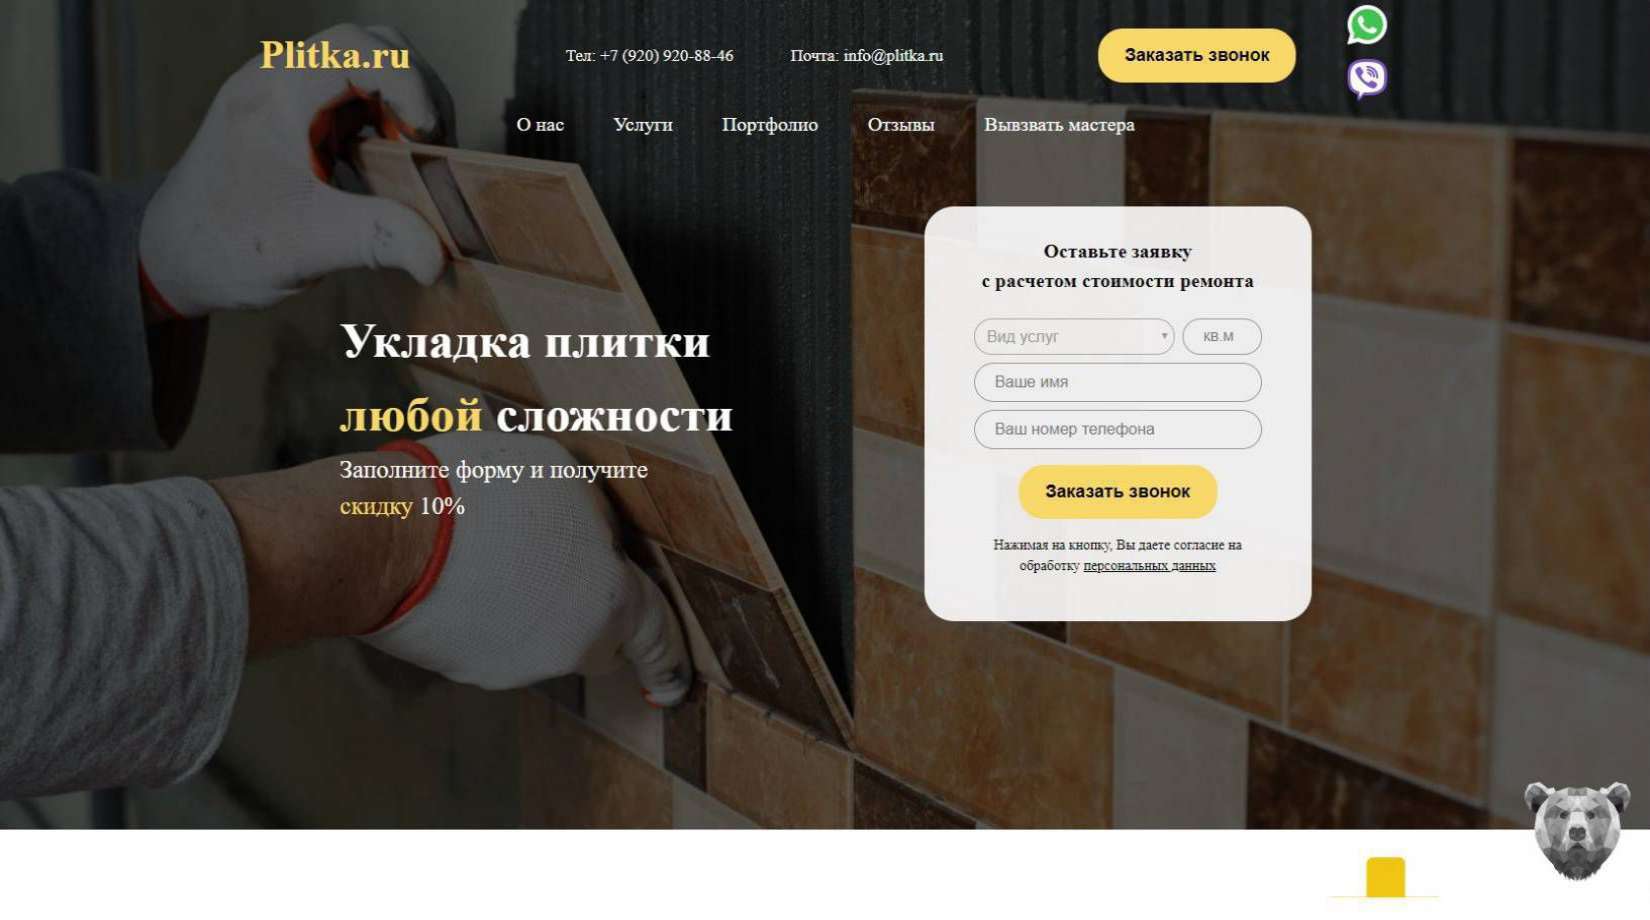 Plitka.ru
Тел: +7 (920) 920-88-46
Почта: info@plitka.ru
Заказать звонок
О нас
Услуги
Портфолио
Отзывы
Вывзвать мастера
Укладка плитки
любой сложности
Заполните форму и получите
скидку 10%
Оставьте заявку
с расчетом стоимости ремонта
Вид услуг
кв.м
Ваше имя
Ваш номер телефона
Заказать звонок
Нажимая на кнопку, Вы даете согласие на
обработку персональных данных